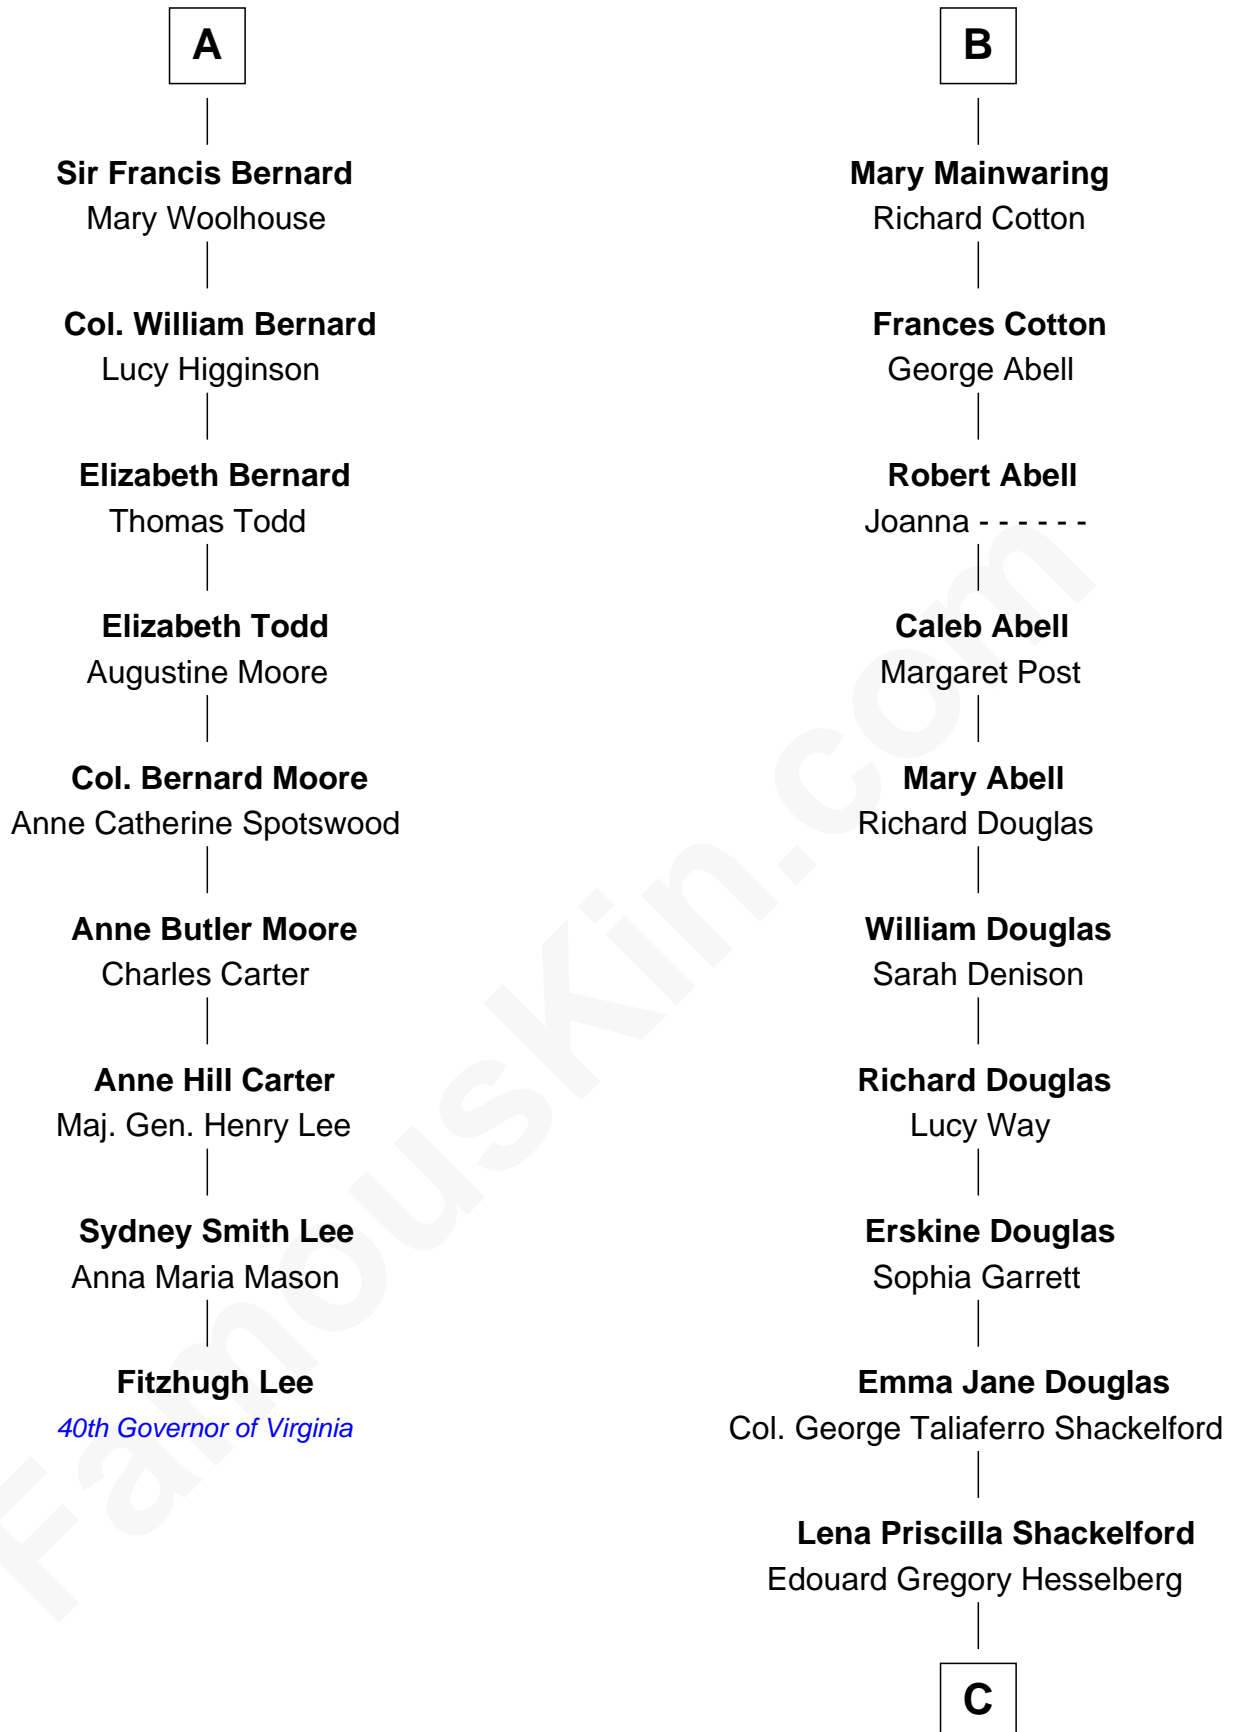 A
Sir Francis Bernard
Mary Woolhouse
Col. William Bernard
Lucy Higginson
Elizabeth Bernard
Thomas Todd
Elizabeth Todd
Augustine Moore
Col. Bernard Moore
Anne Catherine Spotswood
Anne Butler Moore
Charles Carter
Anne Hill Carter
Maj. Gen. Henry Lee
Sydney Smith Lee
Anna Maria Mason
Fitzhugh Lee
40th Governor of Virginia
B
Mary Mainwaring
Richard Cotton
Frances Cotton
George Abell
Robert Abell
Joanna - - - - - -
Caleb Abell
Margaret Post
Mary Abell
Richard Douglas
William Douglas
Sarah Denison
Richard Douglas
Lucy Way
Erskine Douglas
Sophia Garrett
Emma Jane Douglas
Col. George Taliaferro Shackelford
Lena Priscilla Shackelford
Edouard Gregory Hesselberg
C
FamousKin.com